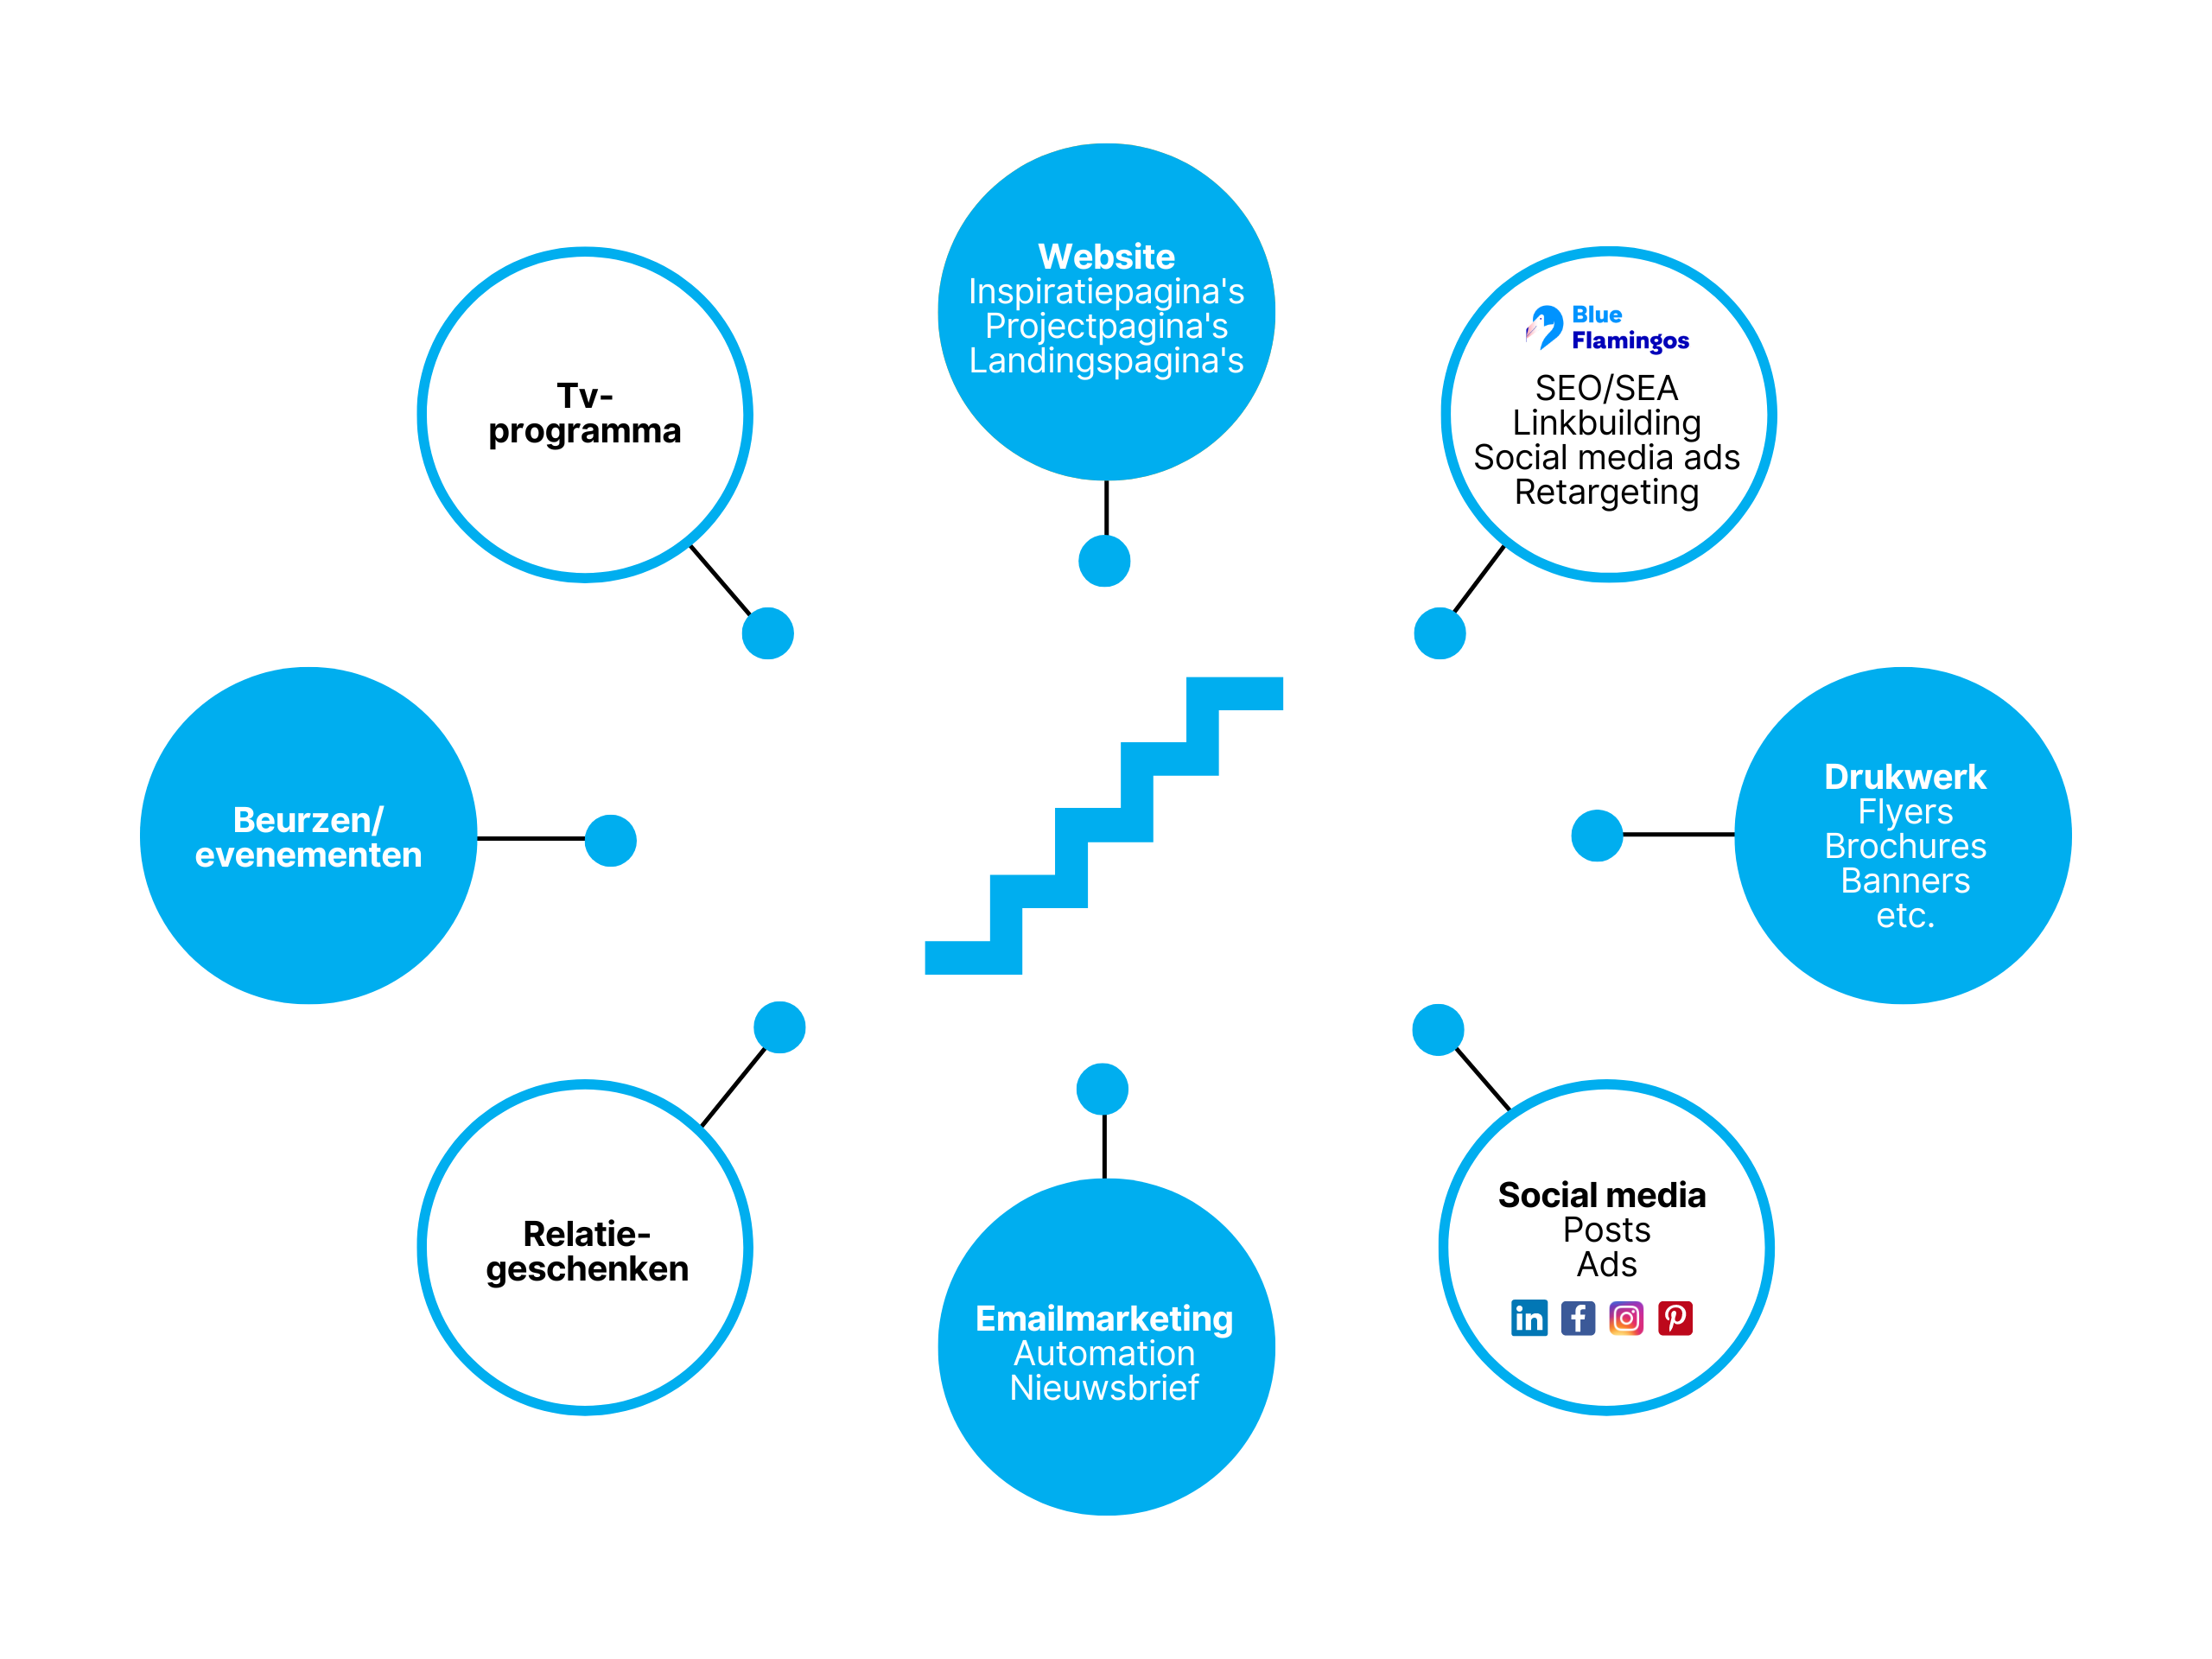 Website
Inspiratiepagina's
Projectpagina's
Landingspagina's
Blue
Flamingos
SEO/SEA
Linkbuilding
Social media ads
Retargeting
Tv-
programma
Drukwerk
Flyers
Brochures
Banners
etc.
Beurzen/
evenementen
Social media
Posts
Ads
in
f
Relatie-
geschenken
Emailmarketing
Automation
Nieuwsbrief